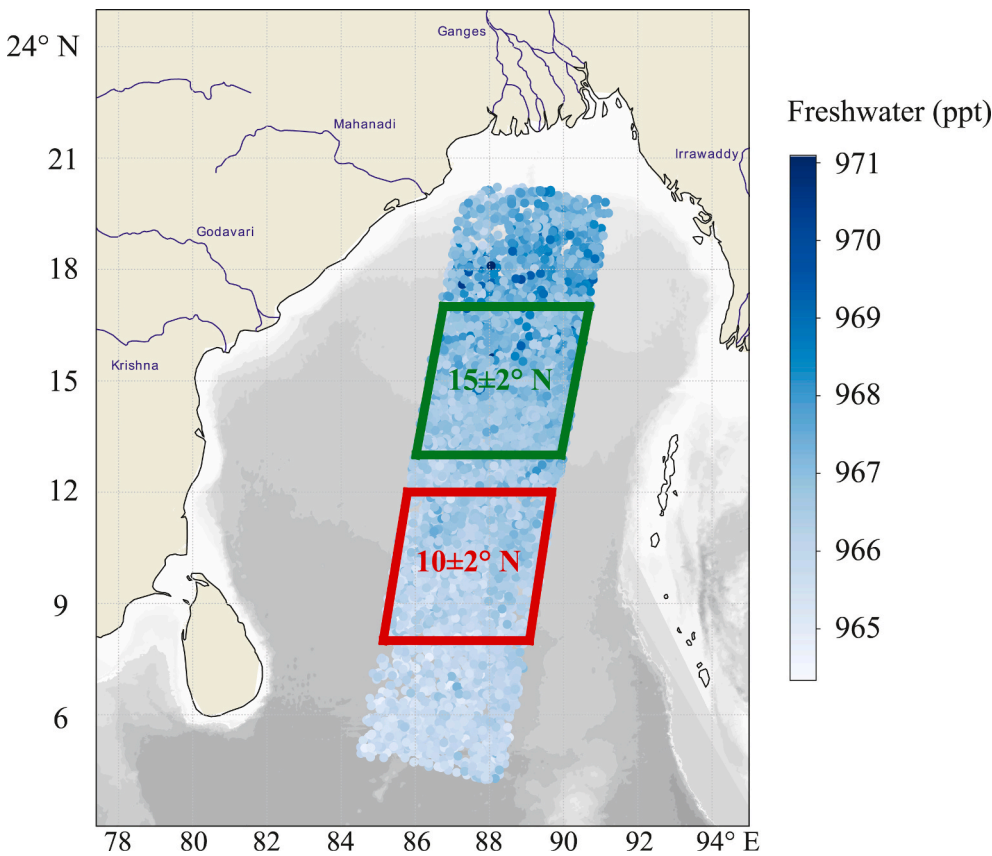 Ganges
24° N
Freshwater (ppt)
Mahanadi
Irrawaddy
21
971
Godavari
970
18
969
Krishna
15
15±2° N
968
967
12
966
10±2° N
9
965
6
78 80 82 84 86 88 90 92 94° E